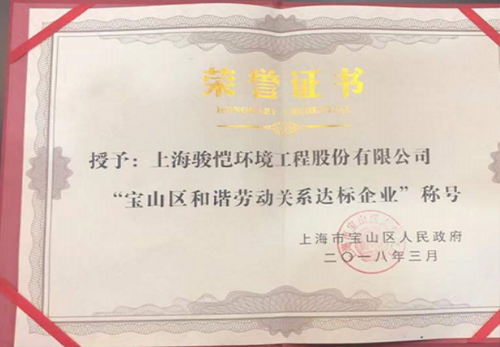 荣誉证书
HONORARY CREDENTIAL
授予：上海骏恺环境工程股份有限公司
“宝山区和谐劳动关系达标企业”称号
上海市宝山区人民政府
二〇一八年三月